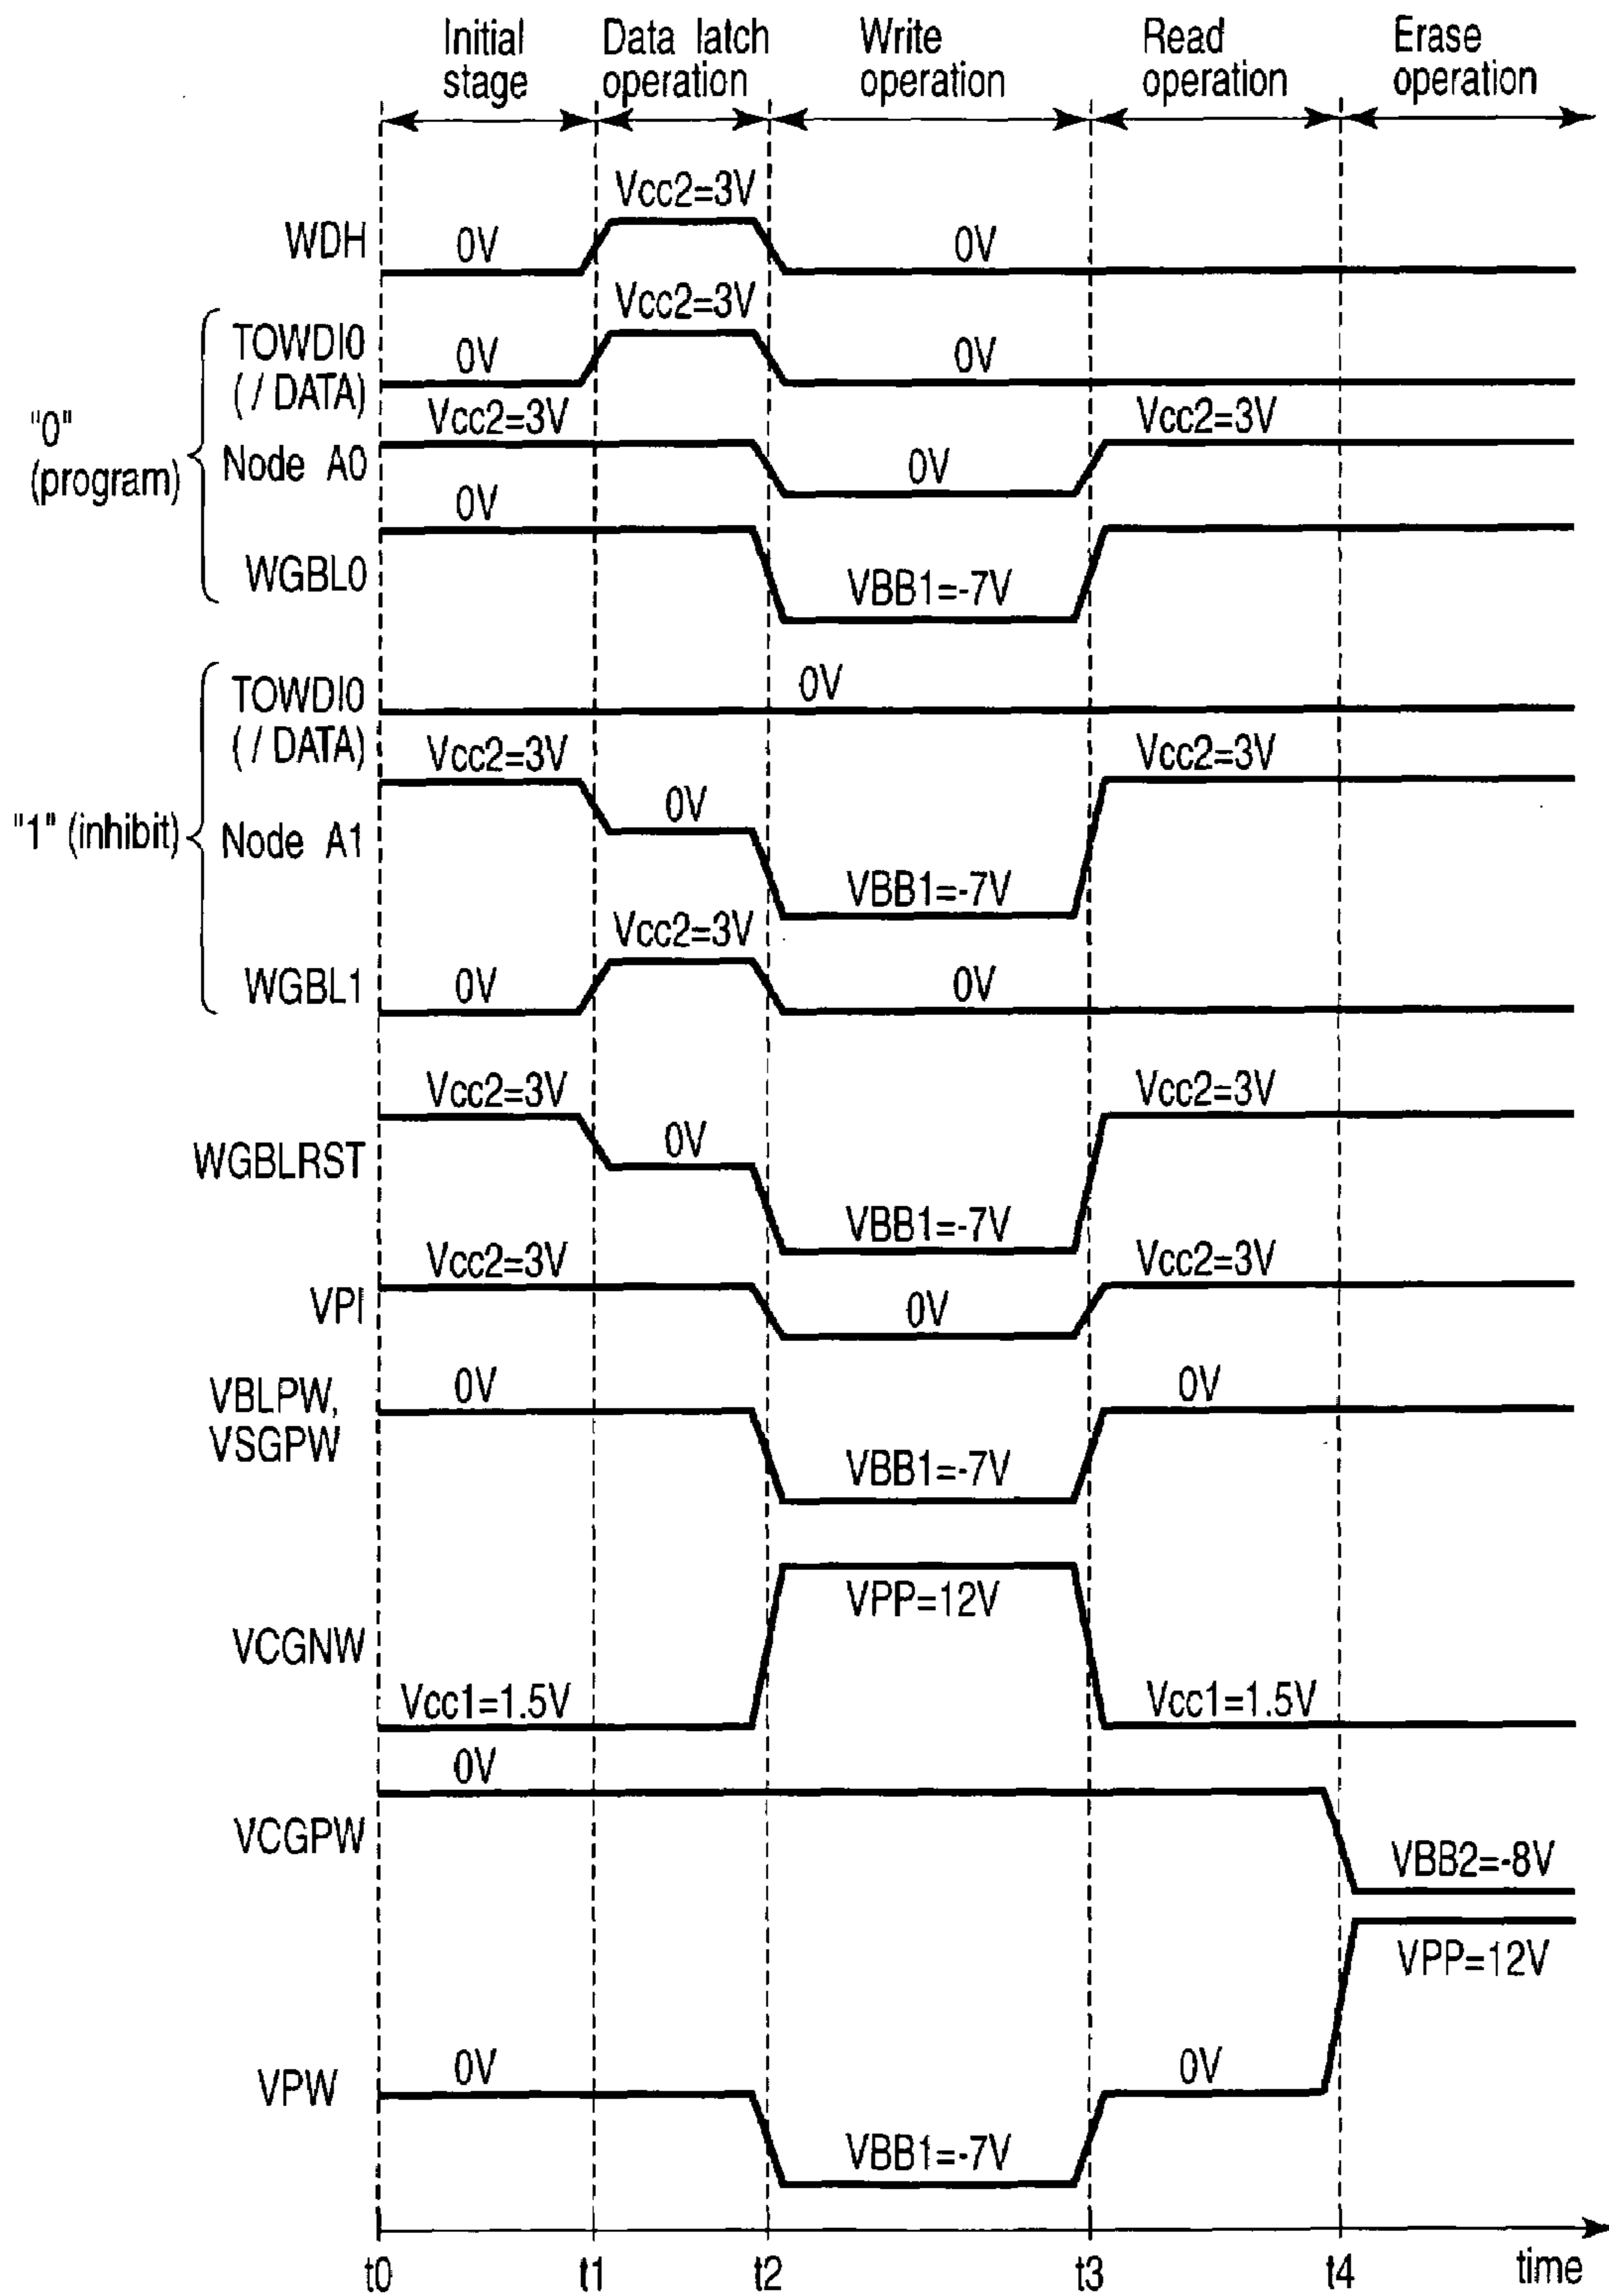 Initial
stage
Data latch
operation
Write
operation
Read
operation
Erase
operation
Vcc2=3V
WDH
0V
0V
Vcc2=3V
TOWDI0
(/DATA)
0V
0V
"0"
(program)
Vcc2=3V
Vcc2=3V
Node A0
0V
0V
WGBL0
VBB1=-7V
TOWDI0
(/DATA)
0V
"1" (inhibit)
Vcc2=3V
Vcc2=3V
Node A1
0V
VBB1=-7V
Vcc2=3V
WGBL1
0V
0V
Vcc2=3V
Vcc2=3V
WGBLRST
0V
VBB1=-7V
Vcc2=3V
Vcc2=3V
VPI
0V
VBLPW,
VSGPW
0V
0V
VBB1=-7V
VPP=12V
VCGNW
Vcc1=1.5V
Vcc1=1.5V
0V
VCGPW
VBB2=-8V
VPP=12V
VPW
0V
0V
VBB1=-7V
t0
t1
t2
t3
t4
time